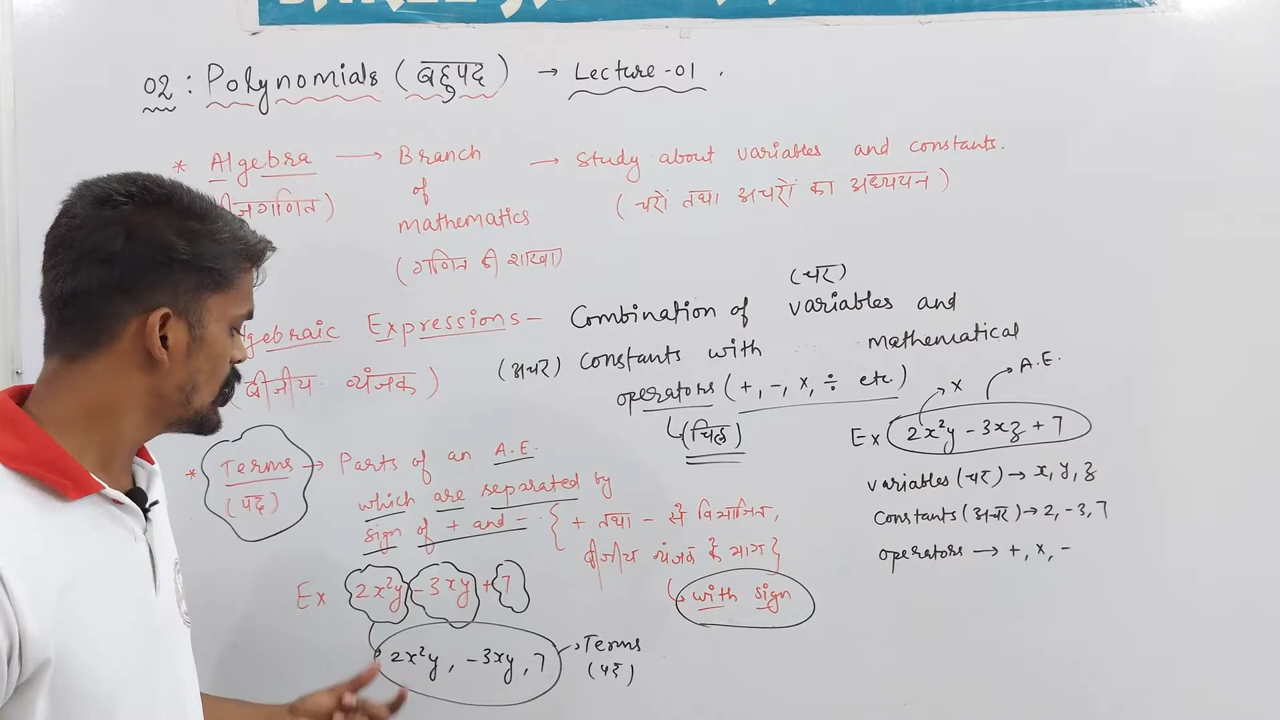 02 : Polynomials (बहुपद) → Lecture-01.
* Algebra → Branch of mathematics → Study about variables and constants.
(गणित की शाखा)
(चरों तथा अचरों का अध्ययन)
Expressions - Combination of variables and
(चर)
(अचर) constants with mathematical
operators (+, -, x, ÷ etc.)
(चिह्न)
(बीजीय व्यंजक)
Ex 2x²y - 3xz + 7
→ x
→ A.E.
variables (चर) → x, y, z
constants (अचर) → 2, -3, 7
operators → +, x, -
* Terms → Parts of an A.E.
(पद)
which are separated by
sign of + and - { + तथा - से विभाजित,
बीजीय व्यंजक के भाग }
with sign
Ex 2x²y - 3xy + 7
2x²y, -3xy, 7 → Terms
(पद)